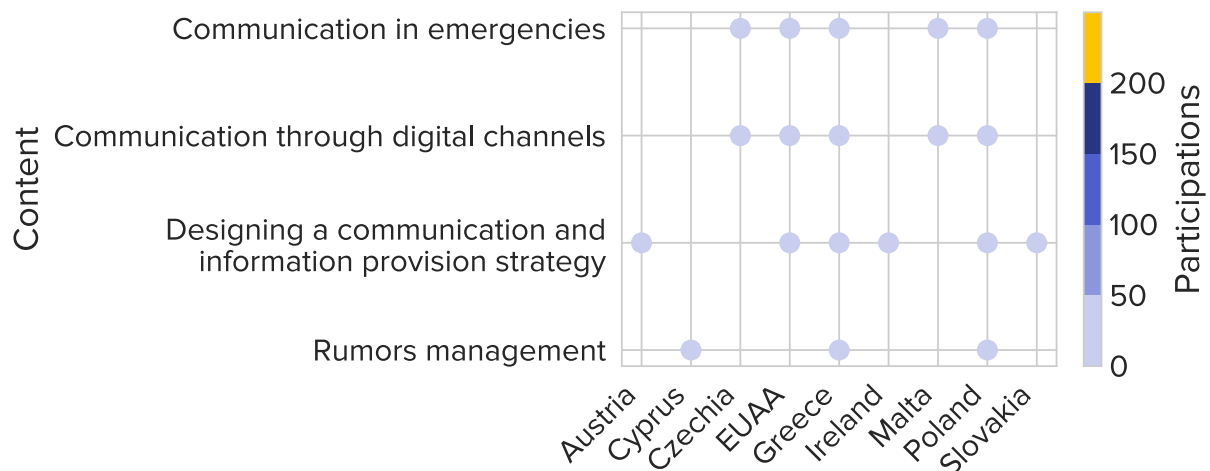 Content
Communication in emergencies
Communication through digital channels
Designing a communication and
information provision strategy
Rumors management
Austria
Cyprus
Czechia
EUAA
Greece
Ireland
Malta
Poland
Slovakia
200
150
100
50
0
Participations